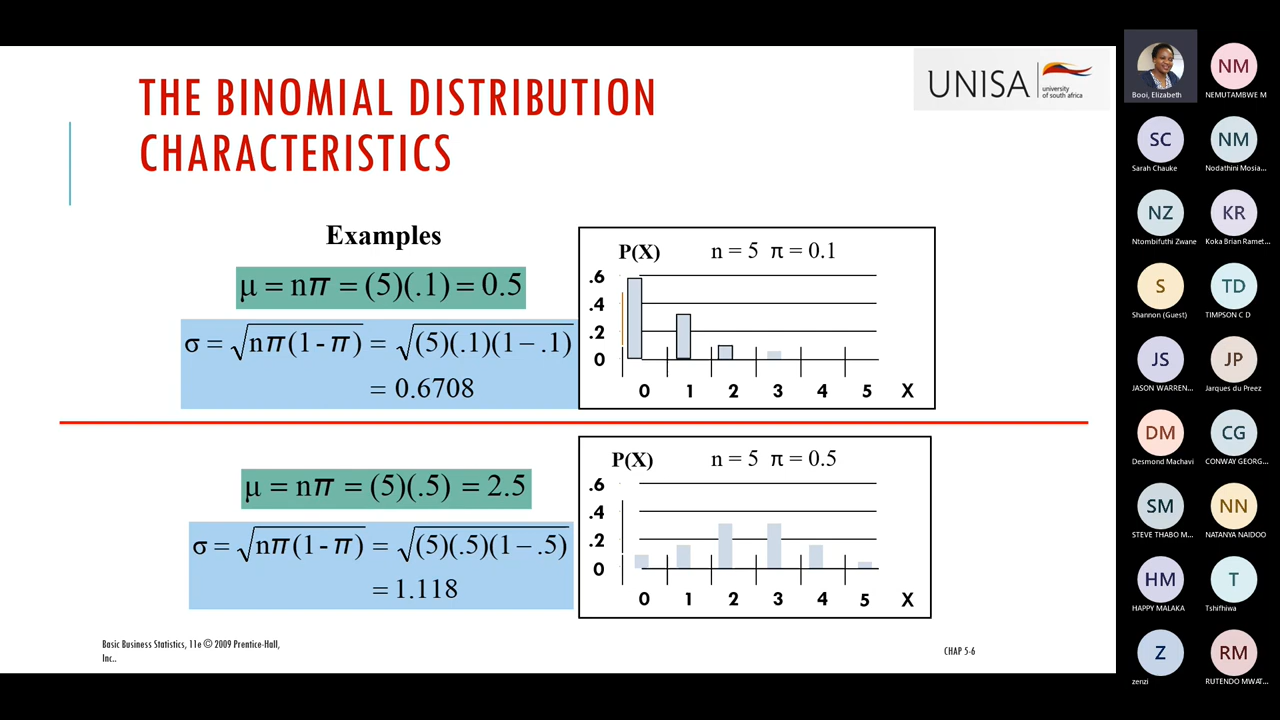 THE BINOMIAL DISTRIBUTION
CHARACTERISTICS
UNISA
university
of south africa
Examples
μ = nπ = (5)(.1) = 0.5
σ = √nπ(1 - π) = √(5)(.1)(1 − .1)
= 0.6708
P(X) n = 5 π = 0.1
.6
.4
.2
0
0 1 2 3 4 5 X
μ = nπ = (5)(.5) = 2.5
σ = √nπ(1 - π) = √(5)(.5)(1 − .5)
= 1.118
P(X) n = 5 π = 0.5
.6
.4
.2
0
0 1 2 3 4 5 X
Basic Business Statistics, 11e © 2009 Prentice-Hall,
Inc..
CHAP 5-6
Booi, Elizabeth
NM
NEMUTAMBWE M
SC
Sarah Chauke
NM
Nodathini Mosia...
NZ
Ntombifuthi Zwane
KR
Koka Brian Ramet...
S
Shannon (Guest)
TD
TIMPSON C D
JS
JASON WARREN...
JP
Jarques du Preez
DM
Desmond Machavi
CG
CONWAY GEORG...
SM
STEVE THABO M...
NN
NATANYA NAIDOO
HM
HAPPY MALAKA
T
Tshifhiwa
Z
zenzi
RM
RUTENDO MWAT...